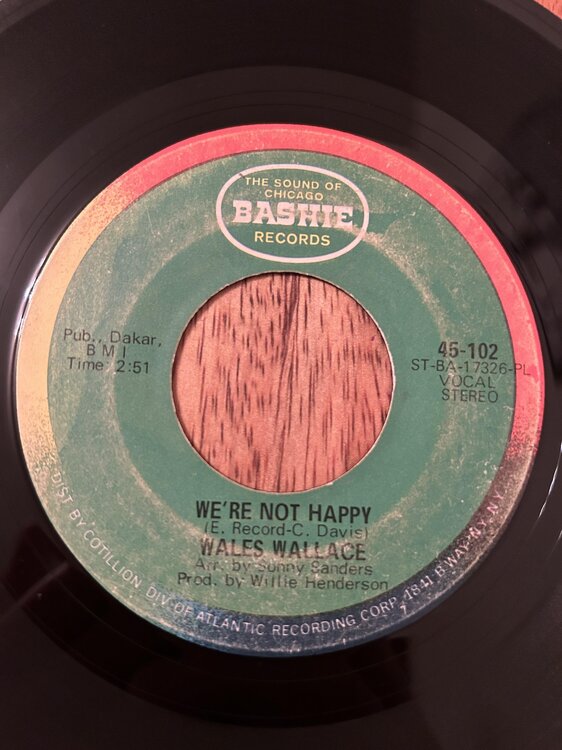 THE SOUND OF
CHICAGO
BASHIE
RECORDS
Pub., Dakar,
B M I
Time 2:51
45-102
ST-BA-17326-PL
VOCAL
STEREO
WE'RE NOT HAPPY
(E. Record-C. Davis)
WALES WALLACE
Arr. by Sonny Sanders
Prod. by Willie Henderson
DIST BY COTILLION DIV. OF ATLANTIC RECORDING CORP. 1841 B'WAY NY NY